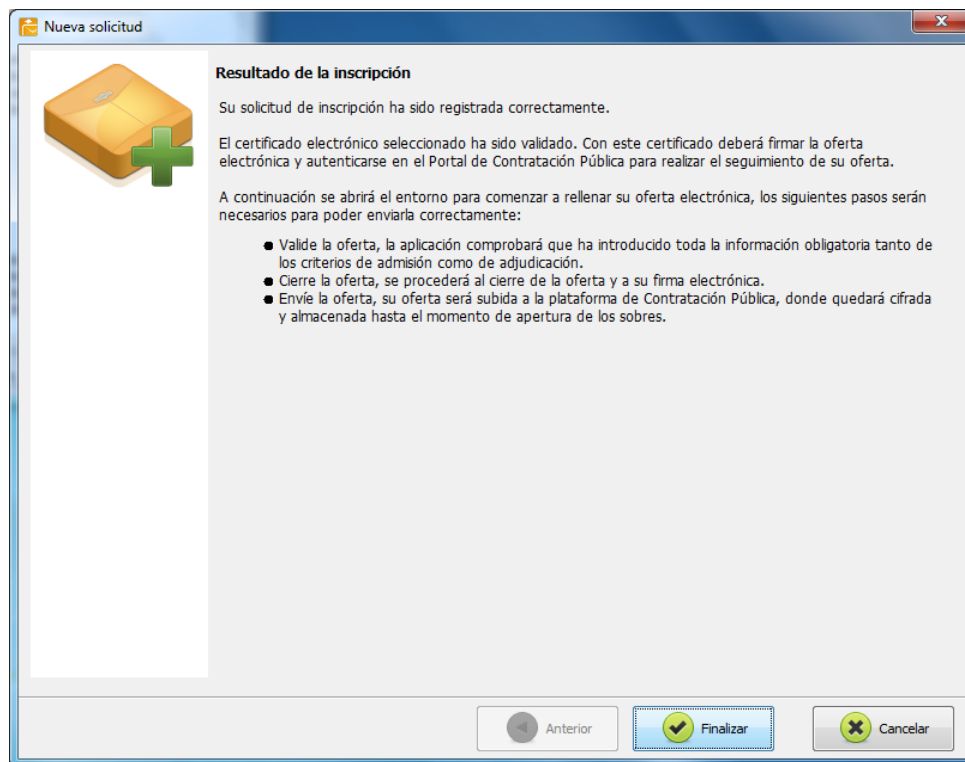 Nueva solicitud
Resultado de la inscripción
Su solicitud de inscripción ha sido registrada correctamente.
El certificado electrónico seleccionado ha sido validado. Con este certificado deberá firmar la oferta
electrónica y autenticarse en el Portal de Contratación Pública para realizar el seguimiento de su oferta.
A continuación se abrirá el entorno para comenzar a rellenar su oferta electrónica, los siguientes pasos serán
necesarios para poder enviarla correctamente:
● Valide la oferta, la aplicación comprobará que ha introducido toda la información obligatoria tanto de
los criterios de admisión como de adjudicación.
● Cierre la oferta, se procederá al cierre de la oferta y a su firma electrónica.
● Envíe la oferta, su oferta será subida a la plataforma de Contratación Pública, donde quedará cifrada
y almacenada hasta el momento de apertura de los sobres.
Anterior
Finalizar
Cancelar